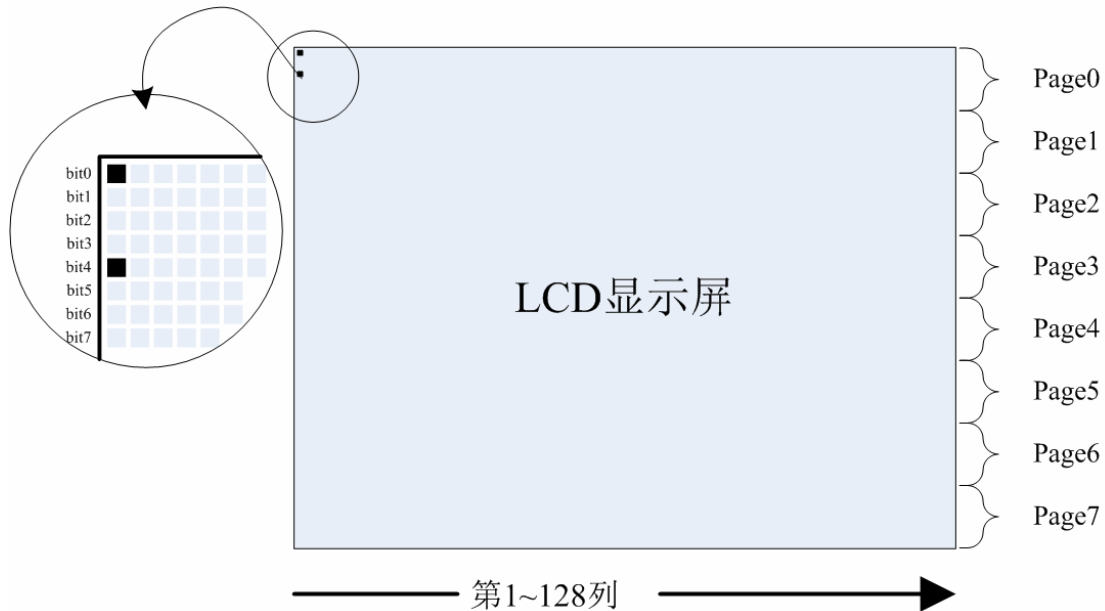 Page0
Page1
Page2
Page3
Page4
Page5
Page6
Page7
bit0
bit1
bit2
bit3
bit4
bit5
bit6
bit7
LCD显示屏
第1~128列